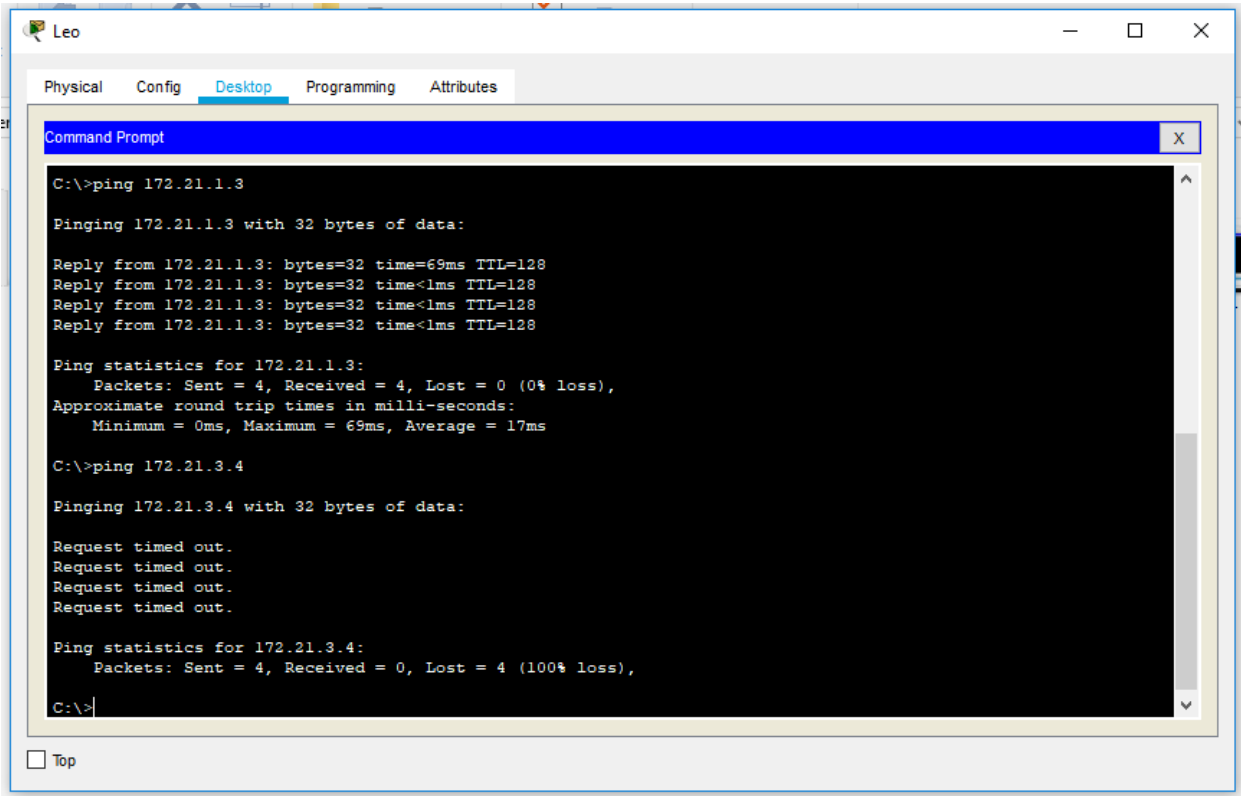 Leo
Physical Config Desktop Programming Attributes
Command Prompt X
C:\>ping 172.21.1.3
Pinging 172.21.1.3 with 32 bytes of data:
Reply from 172.21.1.3: bytes=32 time=69ms TTL=128
Reply from 172.21.1.3: bytes=32 time<1ms TTL=128
Reply from 172.21.1.3: bytes=32 time<1ms TTL=128
Reply from 172.21.1.3: bytes=32 time<1ms TTL=128
Ping statistics for 172.21.1.3:
Packets: Sent = 4, Received = 4, Lost = 0 (0% loss),
Approximate round trip times in milli-seconds:
Minimum = 0ms, Maximum = 69ms, Average = 17ms
C:\>ping 172.21.3.4
Pinging 172.21.3.4 with 32 bytes of data:
Request timed out.
Request timed out.
Request timed out.
Request timed out.
Ping statistics for 172.21.3.4:
Packets: Sent = 4, Received = 0, Lost = 4 (100% loss),
C:\>
Top